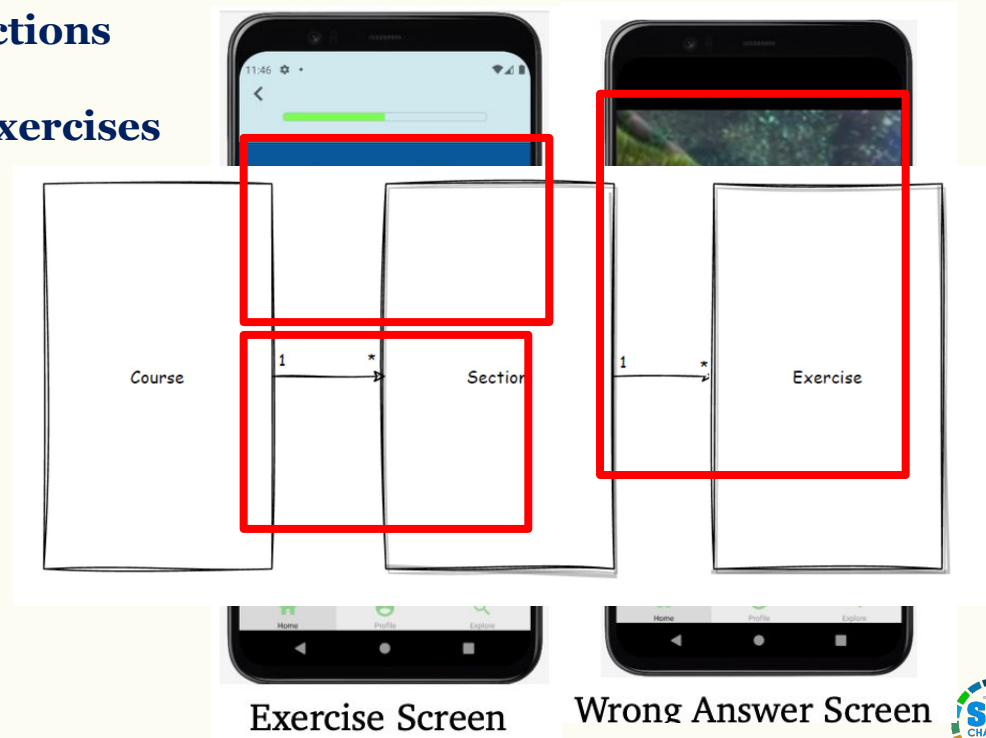 ctions
xercises
11:46
1 * 1 *
Course Section Exercise
Home Profile Explore Home Profile Explore
Exercise Screen Wrong Answer Screen